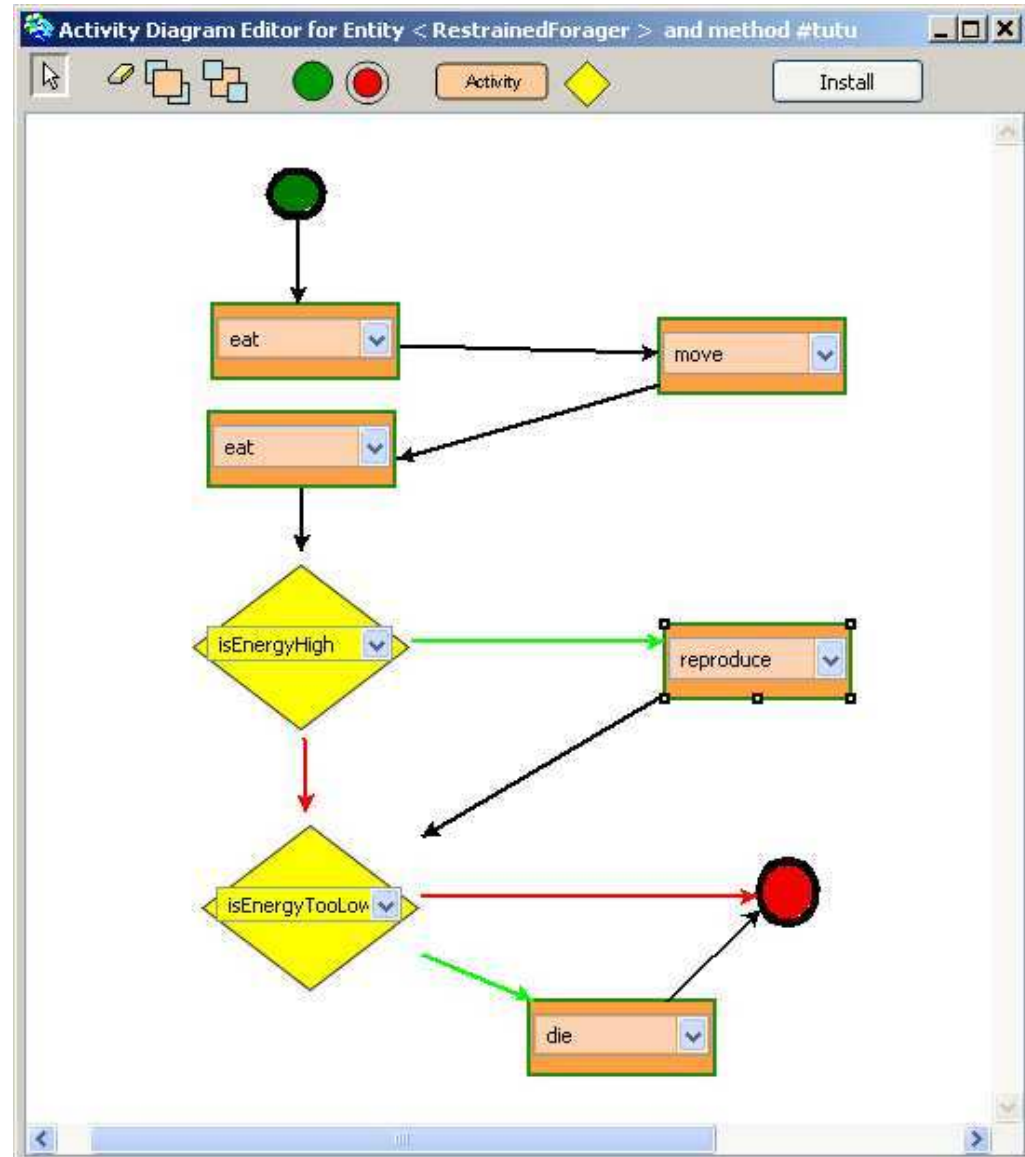 Activity Diagram Editor for Entity < RestrainedForager > and method #tutu
Activity
Install
eat
move
eat
isEnergyHigh
reproduce
isEnergyTooLow
die